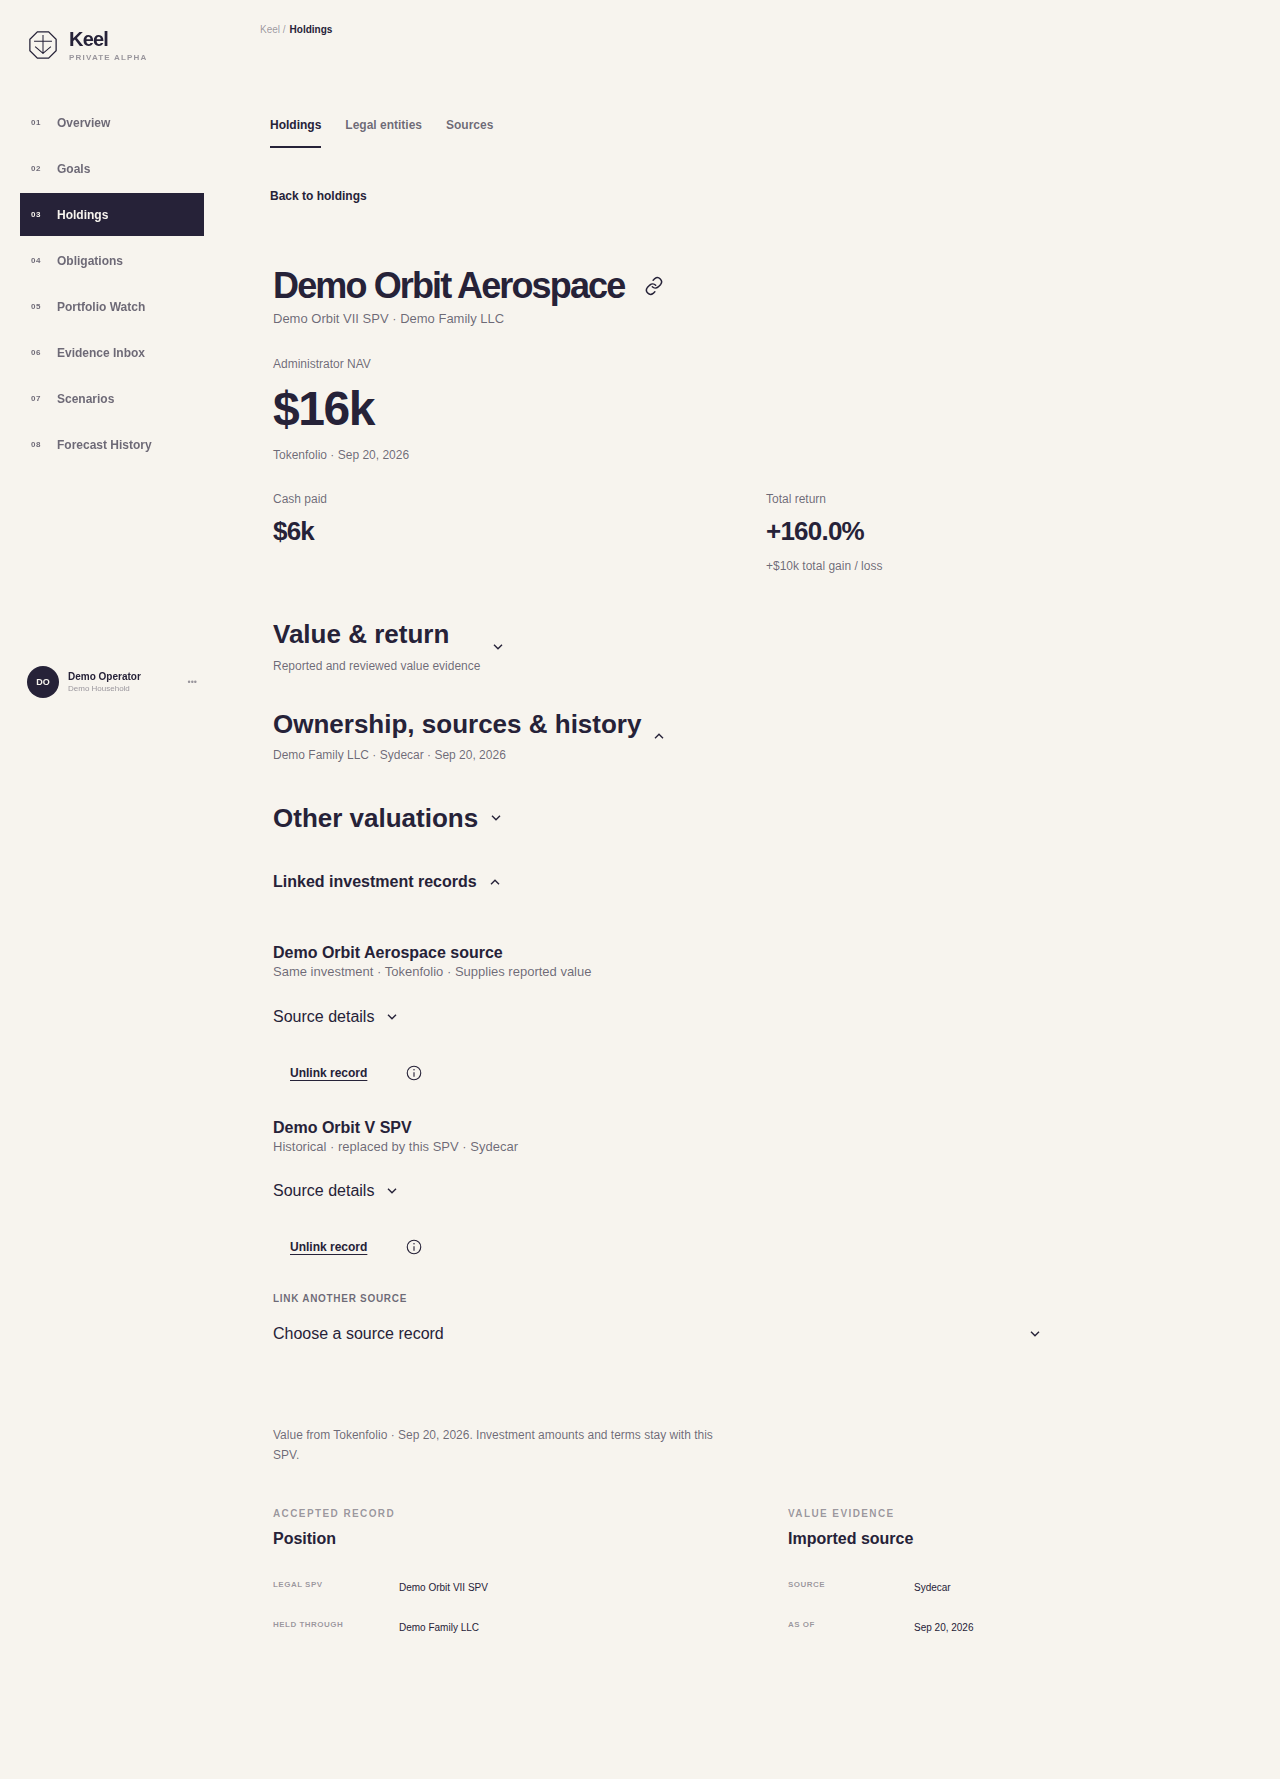 Keel
PRIVATE ALPHA
Keel / Holdings
01 Overview
02 Goals
03 Holdings
04 Obligations
05 Portfolio Watch
06 Evidence Inbox
07 Scenarios
08 Forecast History
DO
Demo Operator
Demo Household
Holdings Legal entities Sources
Back to holdings
Demo Orbit Aerospace
Demo Orbit VII SPV · Demo Family LLC
Administrator NAV
$16k
Tokenfolio · Sep 20, 2026
Cash paid
$6k
Total return
+160.0%
+$10k total gain / loss
Value & return
Reported and reviewed value evidence
Ownership, sources & history
Demo Family LLC · Sydecar · Sep 20, 2026
Other valuations
Linked investment records
Demo Orbit Aerospace source
Same investment · Tokenfolio · Supplies reported value
Source details
Unlink record
Demo Orbit V SPV
Historical · replaced by this SPV · Sydecar
Source details
Unlink record
LINK ANOTHER SOURCE
Choose a source record
Value from Tokenfolio · Sep 20, 2026. Investment amounts and terms stay with this
SPV.
ACCEPTED RECORD
Position
LEGAL SPV Demo Orbit VII SPV
HELD THROUGH Demo Family LLC
VALUE EVIDENCE
Imported source
SOURCE Sydecar
AS OF Sep 20, 2026